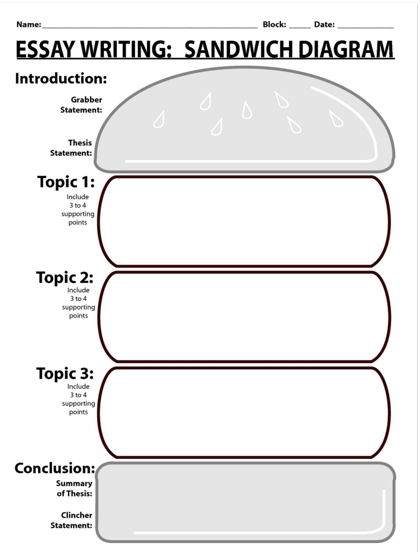 Name: Block: Date:
ESSAY WRITING: SANDWICH DIAGRAM
Introduction:
Grabber
Statement:
Thesis
Statement:
Topic 1:
Include
3 to 4
supporting
points
Topic 2:
Include
3 to 4
supporting
points
Topic 3:
Include
3 to 4
supporting
points
Conclusion:
Summary
of Thesis:
Clincher
Statement: